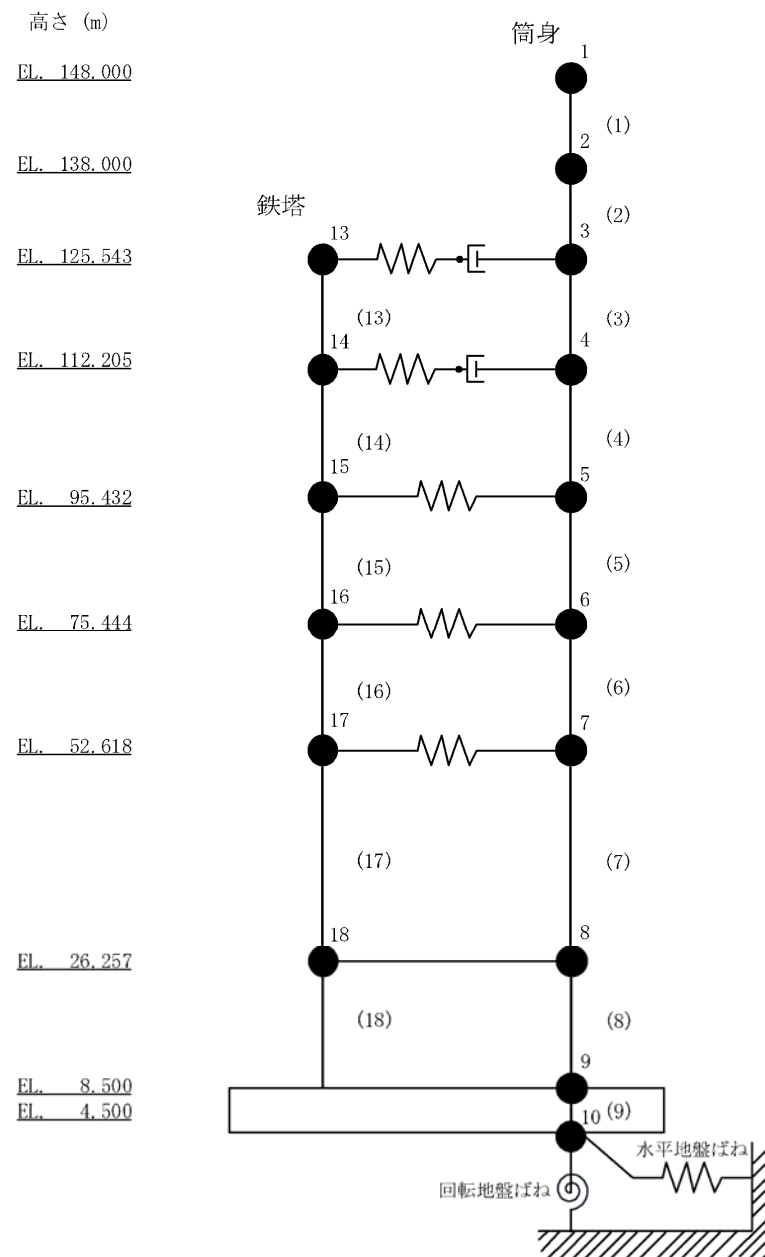 高さ (m)
筒身
1
EL. 148.000
(1)
2
EL. 138.000
(2)
鉄塔
13
3
EL. 125.543
(13)
(3)
14
4
EL. 112.205
(14)
(4)
15
5
EL. 95.432
(15)
(5)
16
6
EL. 75.444
(16)
(6)
17
7
EL. 52.618
(17)
(7)
18
8
EL. 26.257
(18)
(8)
9
EL. 8.500
EL. 4.500
10
(9)
水平地盤ばね
回転地盤ばね